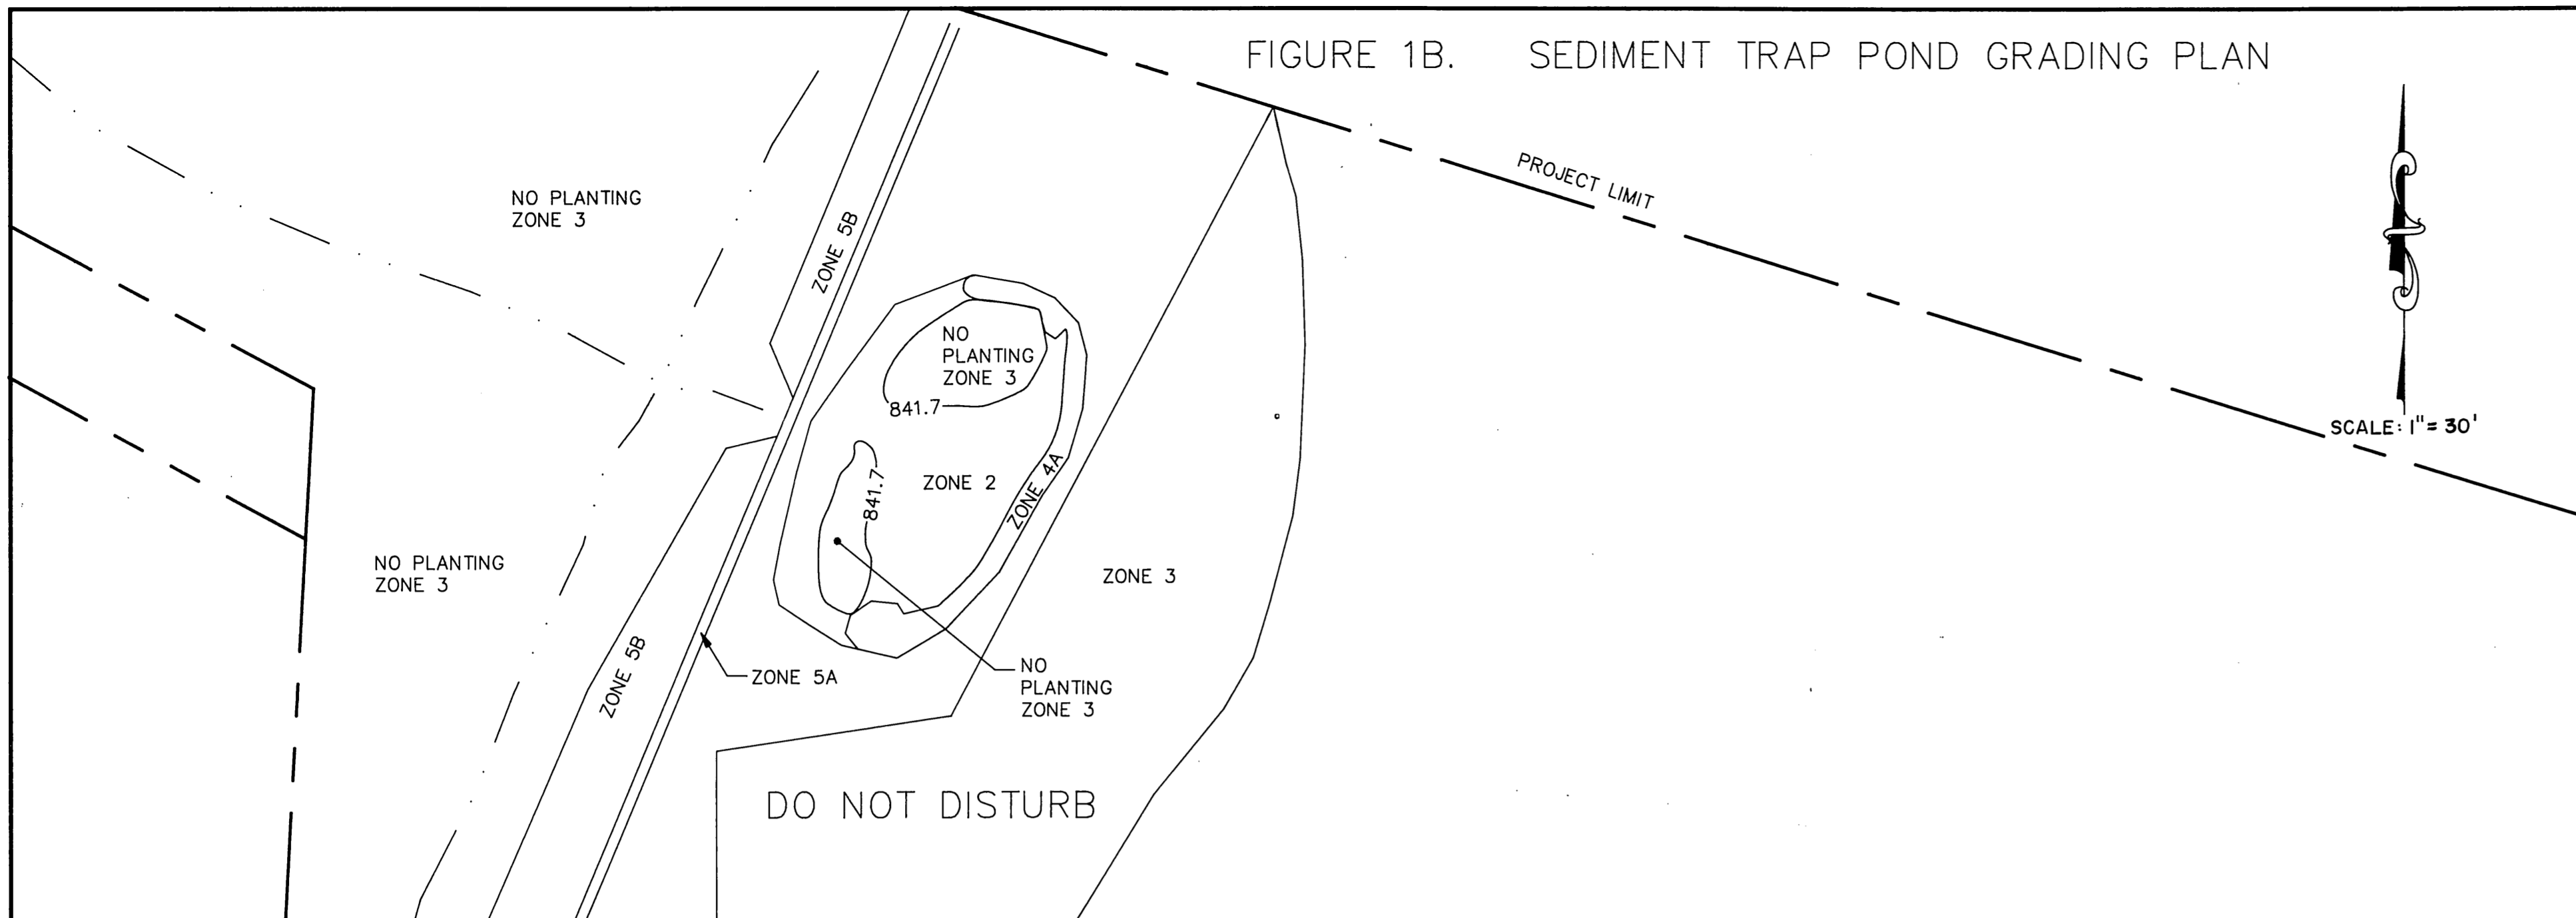 FIGURE 1B. SEDIMENT TRAP POND GRADING PLAN
PROJECT LIMIT
NO PLANTING
ZONE 3
ZONE 5B
SCALE: 1"= 30'
NO
PLANTING
ZONE 3
841.7
841.7
ZONE 2
ZONE 4A
NO PLANTING
ZONE 3
ZONE 3
ZONE 5B
ZONE 5A
NO
PLANTING
ZONE 3
DO NOT DISTURB